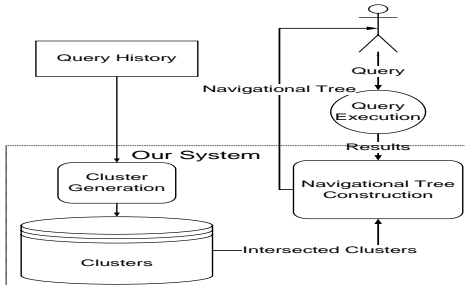 Query History
Query
Navigational Tree
Query
Execution
Results
Our System
Cluster
Generation
Navigational Tree
Construction
Intersected Clusters
Clusters